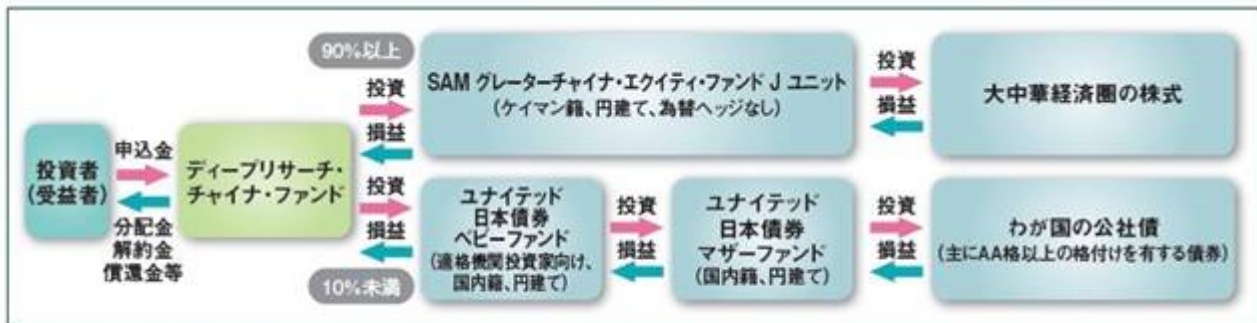 90%以上
SAM グレーターチャイナ・エクイティ・ファンド J ユニット
(ケイマン籍、円建て、為替ヘッジなし)
投資
損益
大中華経済圏の株式
投資
損益
投資者
(受益者)
申込金
分配金
解約金
償還金等
ディープリサーチ・
チャイナ・ファンド
投資
損益
10%未満
ユナイテッド
日本債券
ベビーファンド
(適格機関投資家向け、
国内籍、円建て)
投資
損益
ユナイテッド
日本債券
マザーファンド
(国内籍、円建て)
投資
損益
わが国の公社債
(主にAA格以上の格付けを有する債券)